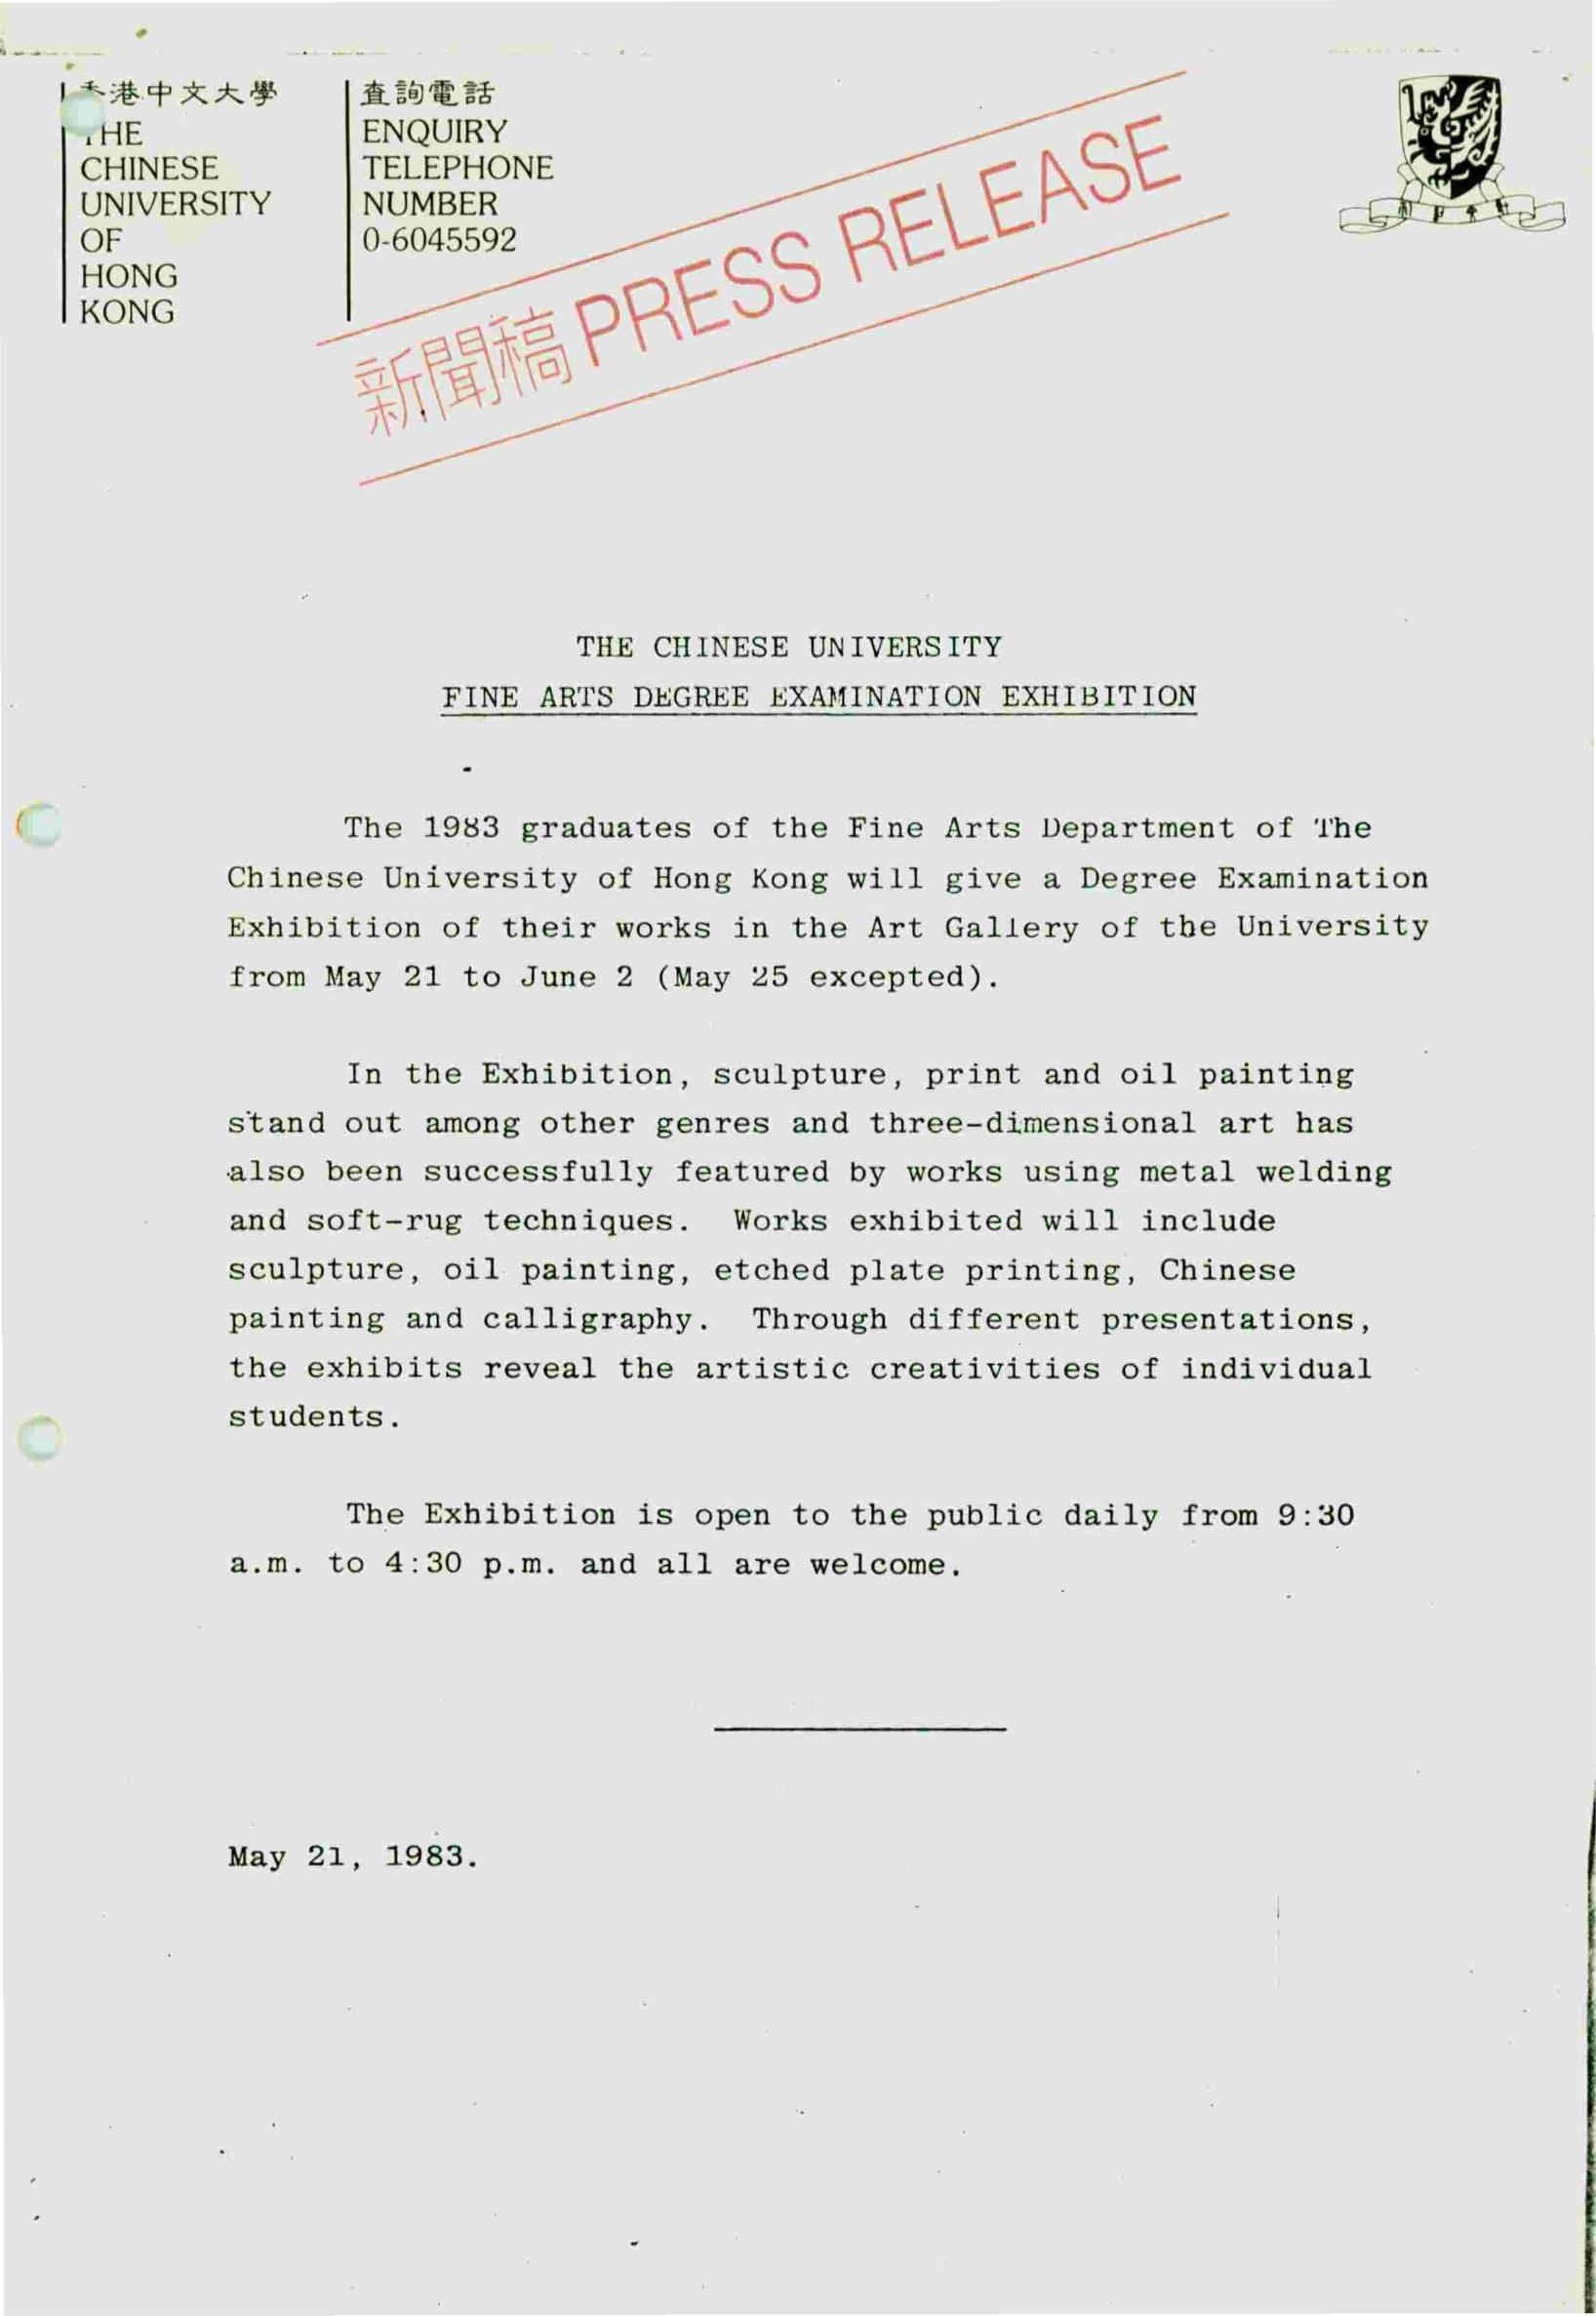 香港中文大學
THE
CHINESE
UNIVERSITY
OF
HONG
KONG
查詢電話
ENQUIRY
TELEPHONE
NUMBER
0-6045592
新聞稿 PRESS RELEASE
THE CHINESE UNIVERSITY
FINE ARTS DEGREE EXAMINATION EXHIBITION
The 1983 graduates of the Fine Arts Department of The
Chinese University of Hong Kong will give a Degree Examination
Exhibition of their works in the Art Gallery of the University
from May 21 to June 2 (May 25 excepted).
In the Exhibition, sculpture, print and oil painting
stand out among other genres and three-dimensional art has
also been successfully featured by works using metal welding
and soft-rug techniques. Works exhibited will include
sculpture, oil painting, etched plate printing, Chinese
painting and calligraphy. Through different presentations,
the exhibits reveal the artistic creativities of individual
students.
The Exhibition is open to the public daily from 9:30
a.m. to 4:30 p.m. and all are welcome.
May 21, 1983.